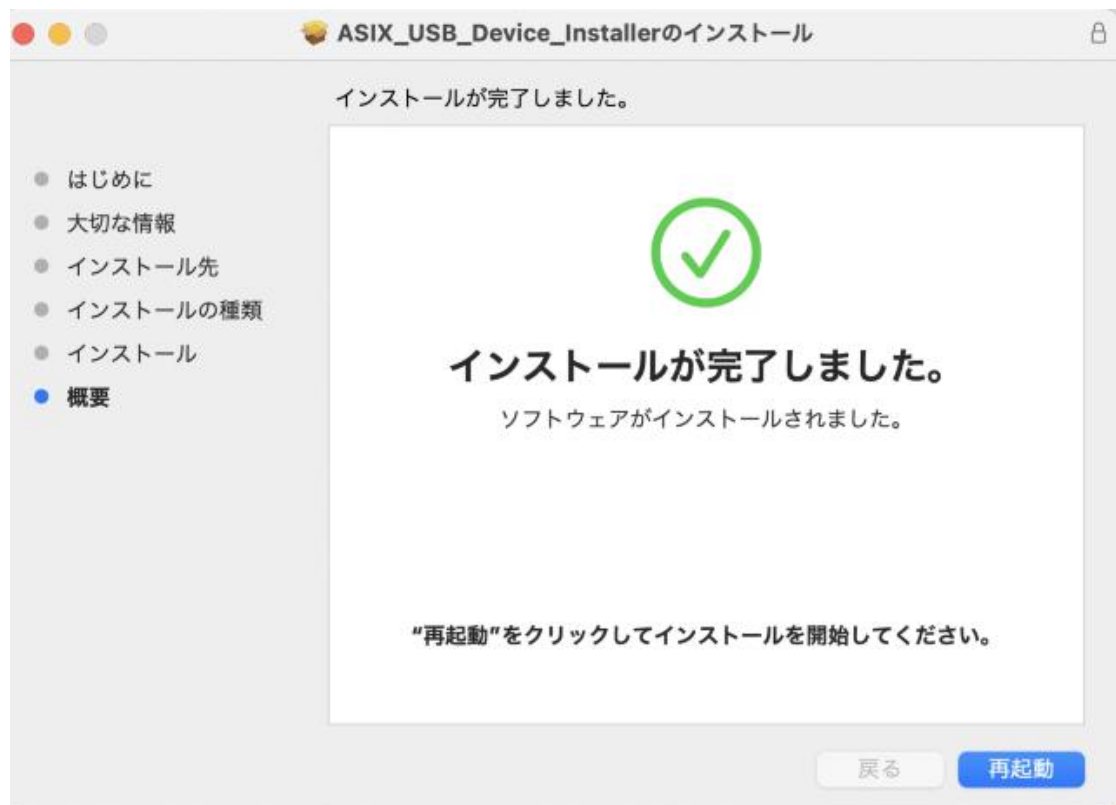 ASIX_USB_Device_Installerのインストール
インストールが完了しました。
はじめに
大切な情報
インストール先
インストールの種類
インストール
概要
インストールが完了しました。
ソフトウェアがインストールされました。
“再起動”をクリックしてインストールを開始してください。
戻る
再起動